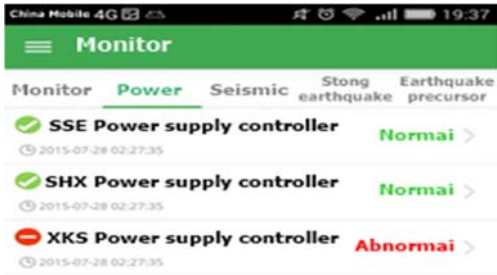 China Mobile 4G 19:37
Monitor
Monitor Power Seismic Stong earthquake Earthquake precursor
SSE Power supply controller Normai >
2015-07-28 02:27:35
SHX Power supply controller Normai >
2015-07-28 02:27:35
XKS Power supply controller Abnormai >
2015-07-28 02:27:35